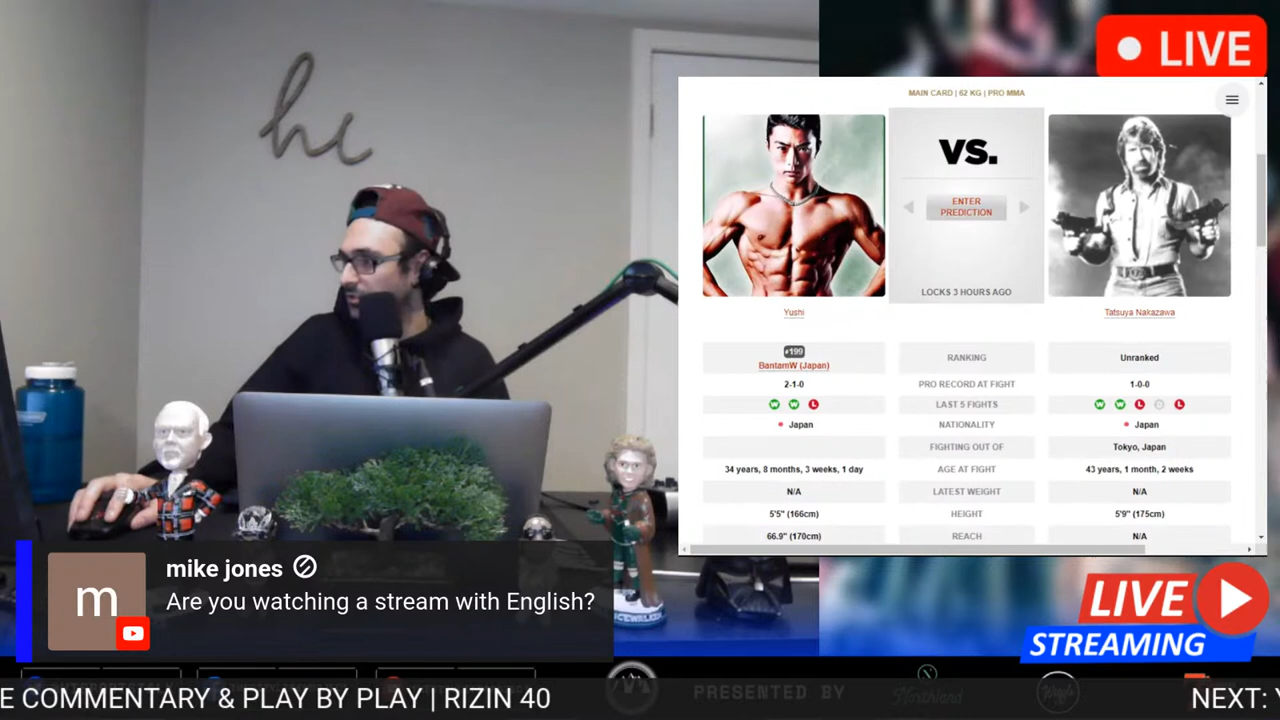 hi
LIVE
MAIN CARD | 62 KG | PRO MMA
VS.
ENTER
PREDICTION
LOCKS 3 HOURS AGO
Yushi
Tatsuya Nakazawa
#199
BantamW (Japan)
RANKING
Unranked
2-1-0
PRO RECORD AT FIGHT
1-0-0
W W L
LAST 5 FIGHTS
W W L L
Japan
NATIONALITY
Japan
FIGHTING OUT OF
Tokyo, Japan
34 years, 8 months, 3 weeks, 1 day
AGE AT FIGHT
43 years, 1 month, 2 weeks
N/A
LATEST WEIGHT
N/A
5'5" (166cm)
HEIGHT
5'9" (175cm)
66.9" (170cm)
REACH
N/A
m
mike jones
Are you watching a stream with English?
LIVE
STREAMING
PRESENTED BY
Northland
E COMMENTARY & PLAY BY PLAY | RIZIN 40
NEXT: Y